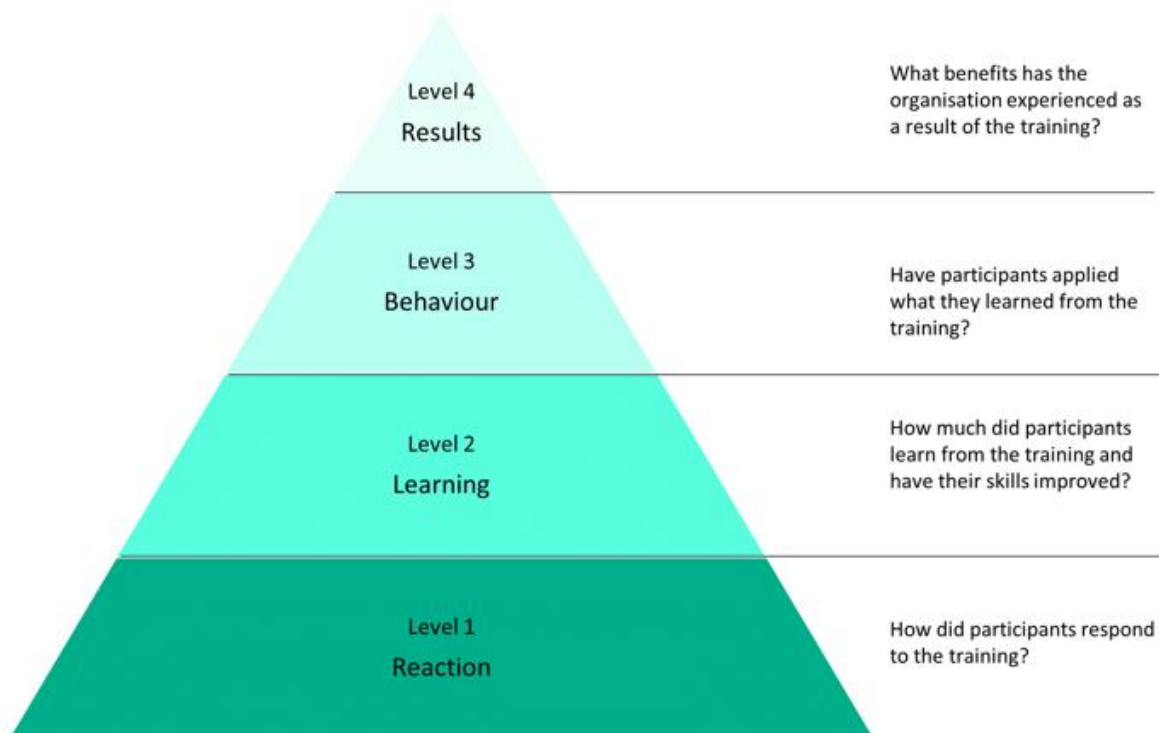 Level 4
Results
What benefits has the
organisation experienced as
a result of the training?
Level 3
Behaviour
Have participants applied
what they learned from the
training?
Level 2
Learning
How much did participants
learn from the training and
have their skills improved?
Level 1
Reaction
How did participants respond
to the training?